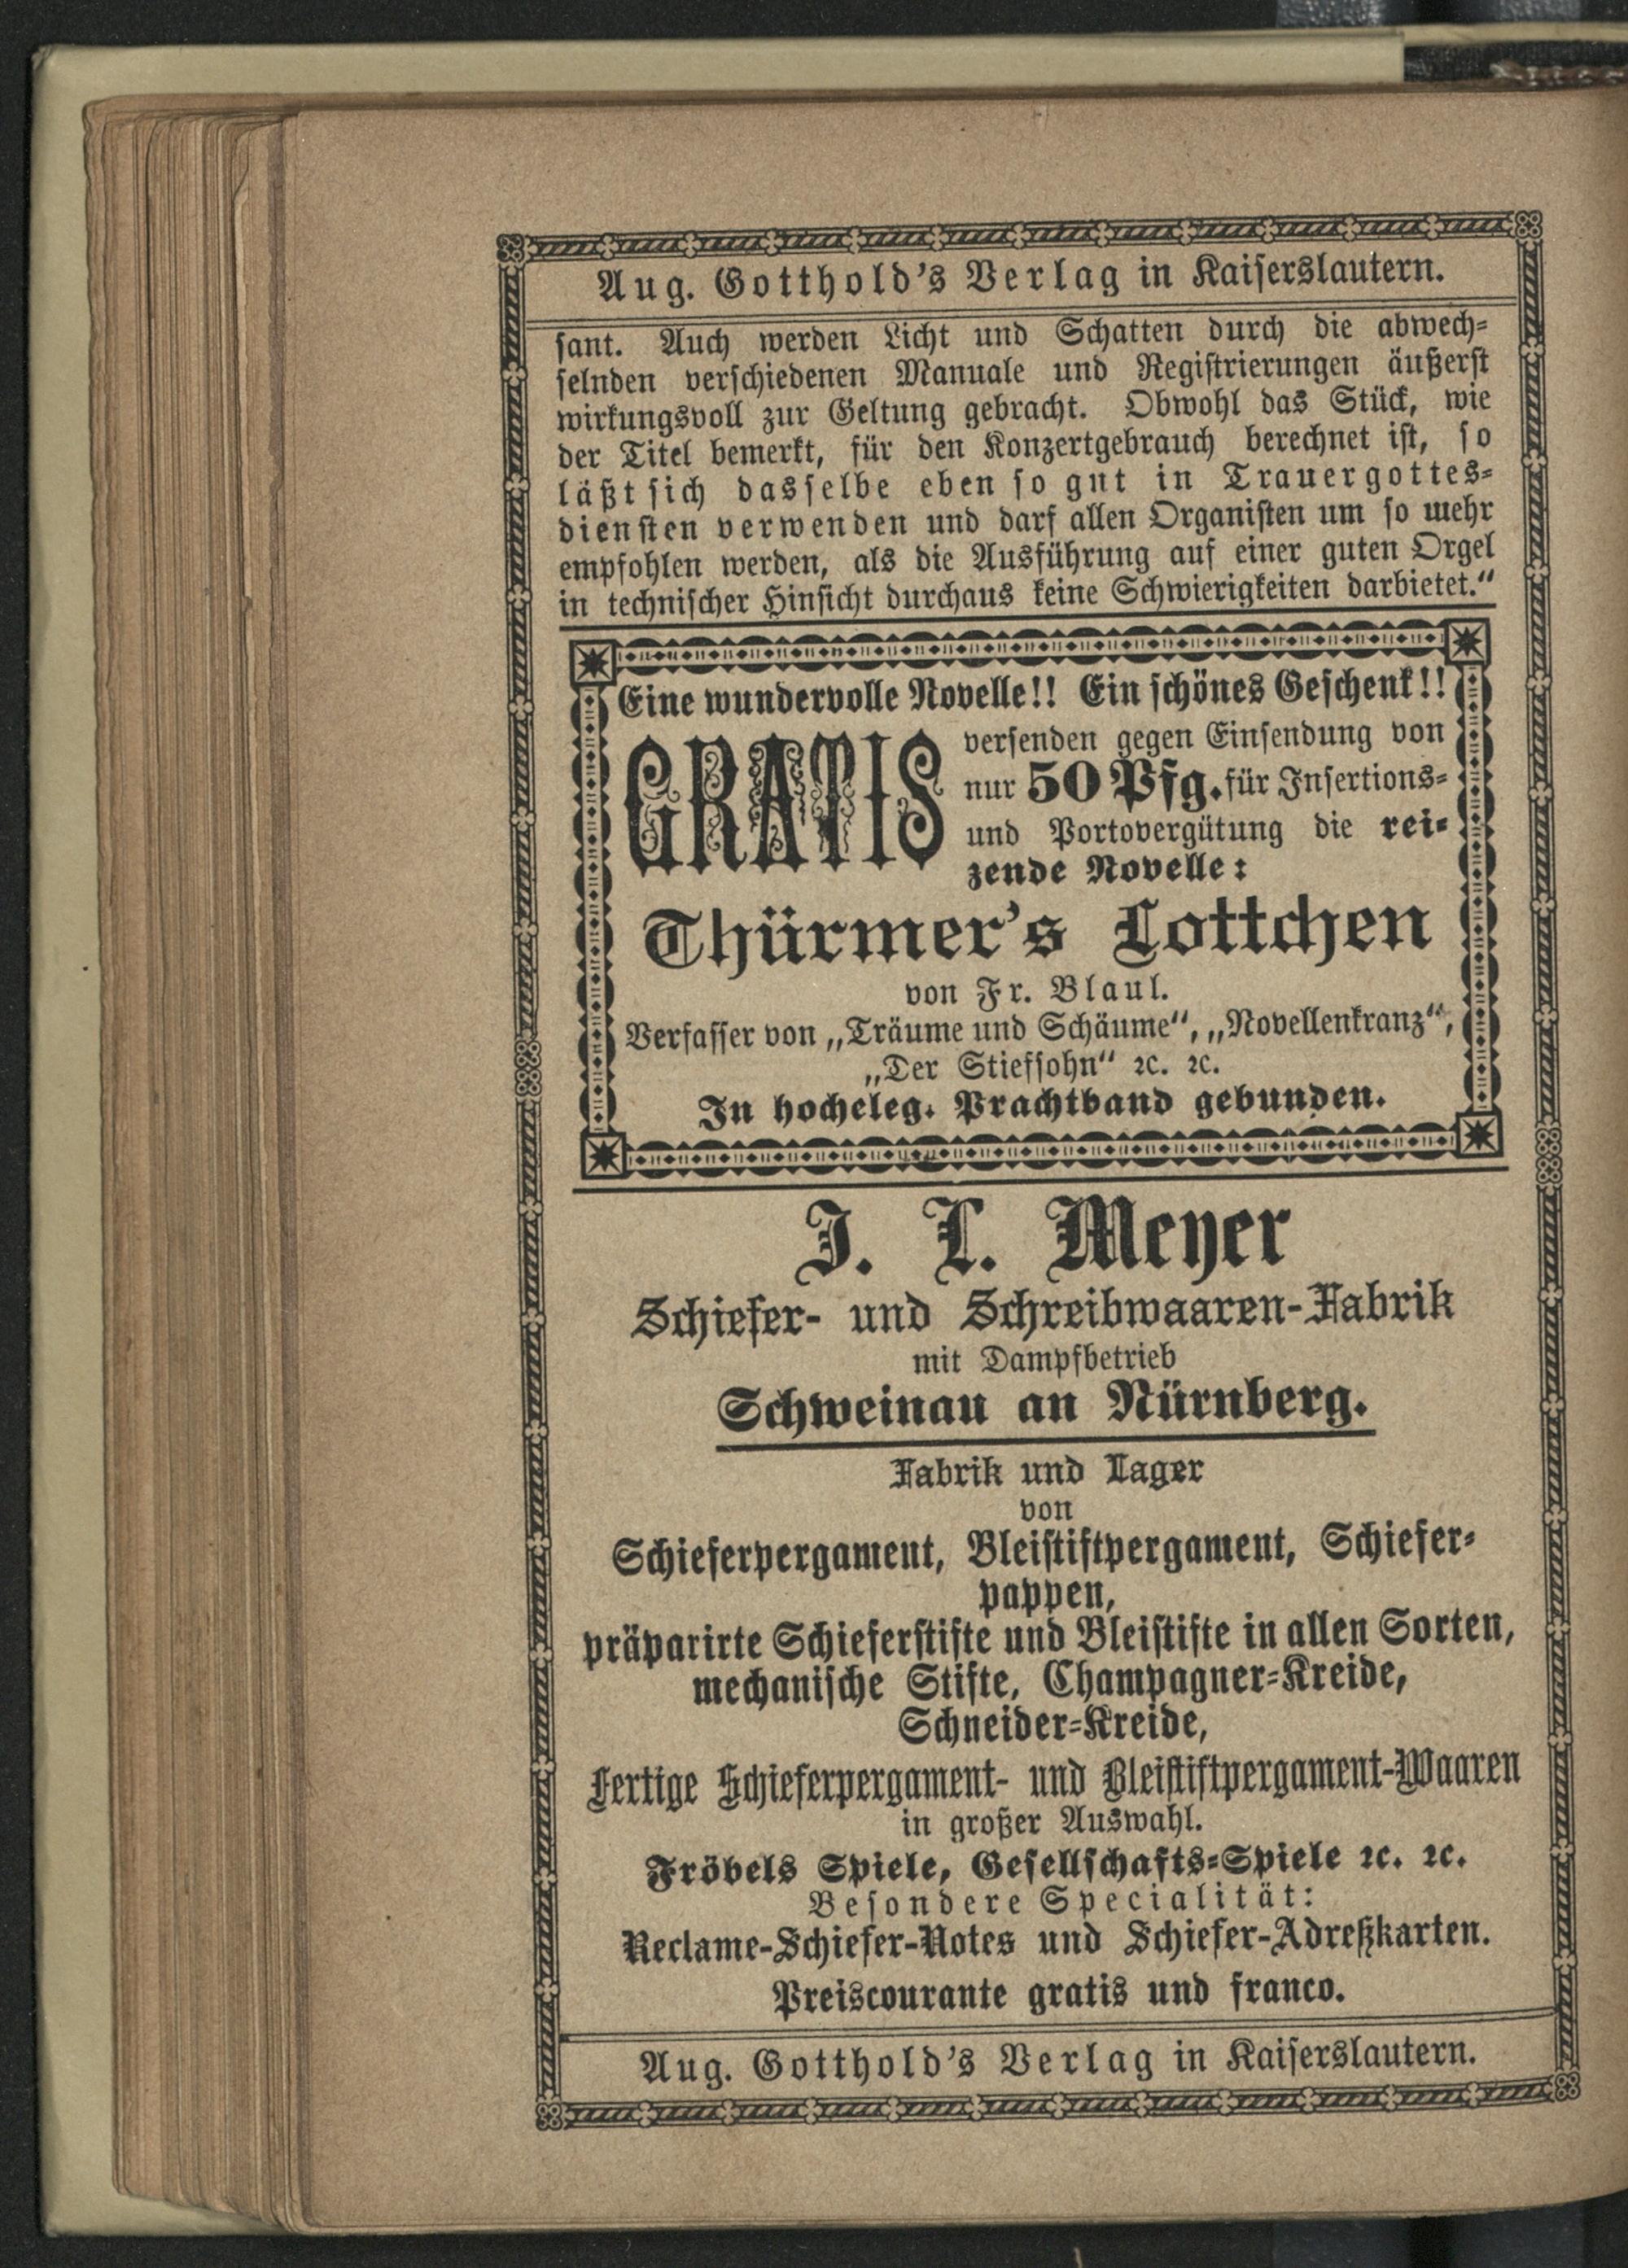 Aug. Gotthold's Verlag in Kaiserslautern.
sant. Auch werden Licht und Schatten durch die abwech-
selnden verschiedenen Manuale und Registrierungen äußerst
wirkungsvoll zur Geltung gebracht. Obwohl das Stück, wie
der Titel bemerkt, für den Konzertgebrauch berechnet ist, so
läßt sich dasselbe eben so gut in Trauergottes-
diensten verwenden und darf allen Organisten um so mehr
empfohlen werden, als die Ausführung auf einer guten Orgel
in technischer Hinsicht durchaus keine Schwierigkeiten darbietet.“
Eine wundervolle Novelle!! Ein schönes Geschenk!!
GRATIS
versenden gegen Einsendung von
nur 50 Pfg. für Insertions-
und Portovergütung die rei-
zende Novelle:
Thürmer's Lottchen
von Fr. Blaul.
Verfasser von „Träume und Schäume“, „Novellenkranz“,
„Der Stiefsohn“ ꝛc. ꝛc.
In hocheleg. Prachtband gebunden.
J. L. Meyer
Schiefer- und Schreibwaaren-Fabrik
mit Dampfbetrieb
Schweinau an Nürnberg.
Fabrik und Lager
von
Schieferpergament, Bleistiftpergament, Schiefer-
pappen,
präparirte Schieferstifte und Bleistifte in allen Sorten,
mechanische Stifte, Champagner-Kreide,
Schneider-Kreide,
Fertige Schieferpergament- und Bleistiftpergament-Waaren
in großer Auswahl.
Fröbels Spiele, Gesellschafts-Spiele ꝛc. ꝛc.
Besondere Specialität:
Reclame-Schiefer-Notes und Schiefer-Adreßkarten.
Preiscourante gratis und franco.
Aug. Gotthold's Verlag in Kaiserslautern.